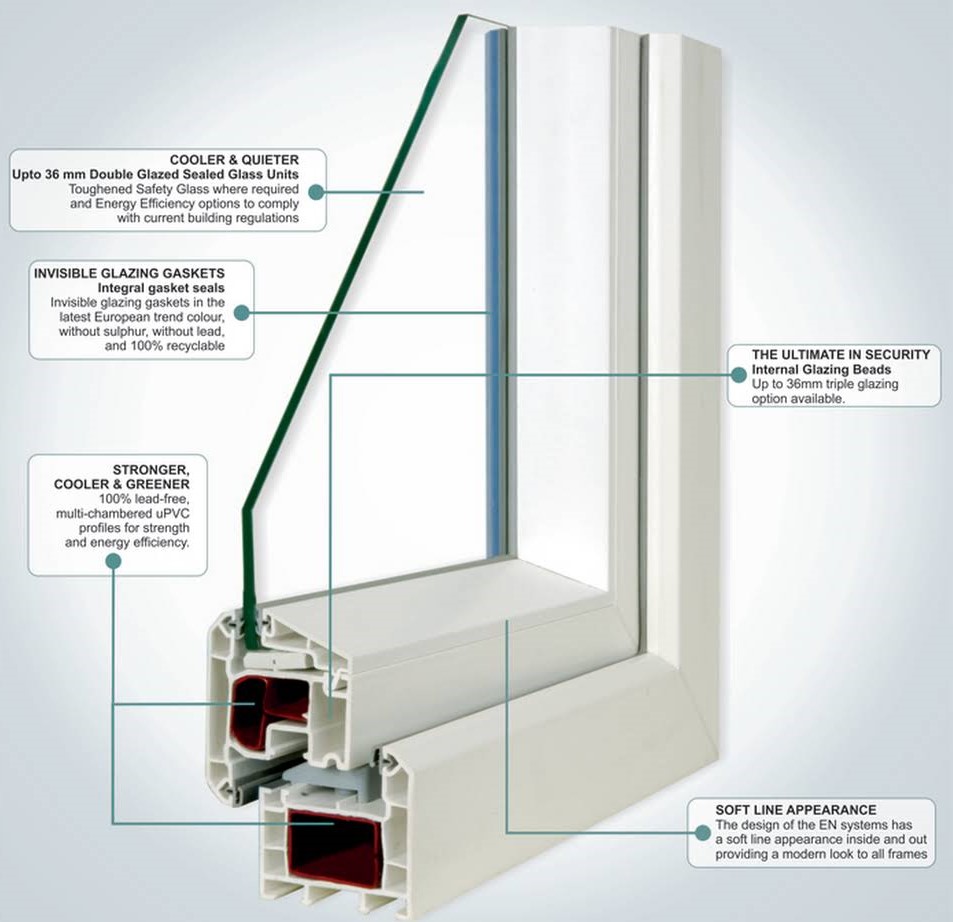 COOLER & QUIETER
Upto 36 mm Double Glazed Sealed Glass Units
Toughened Safety Glass where required
and Energy Efficiency options to comply
with current building regulations
INVISIBLE GLAZING GASKETS
Integral gasket seals
Invisible glazing gaskets in the
latest European trend colour,
without sulphur, without lead,
and 100% recyclable
THE ULTIMATE IN SECURITY
Internal Glazing Beads
Up to 36mm triple glazing
option available.
STRONGER,
COOLER & GREENER
100% lead-free,
multi-chambered uPVC
profiles for strength
and energy efficiency.
SOFT LINE APPEARANCE
The design of the EN systems has
a soft line appearance inside and out
providing a modern look to all frames